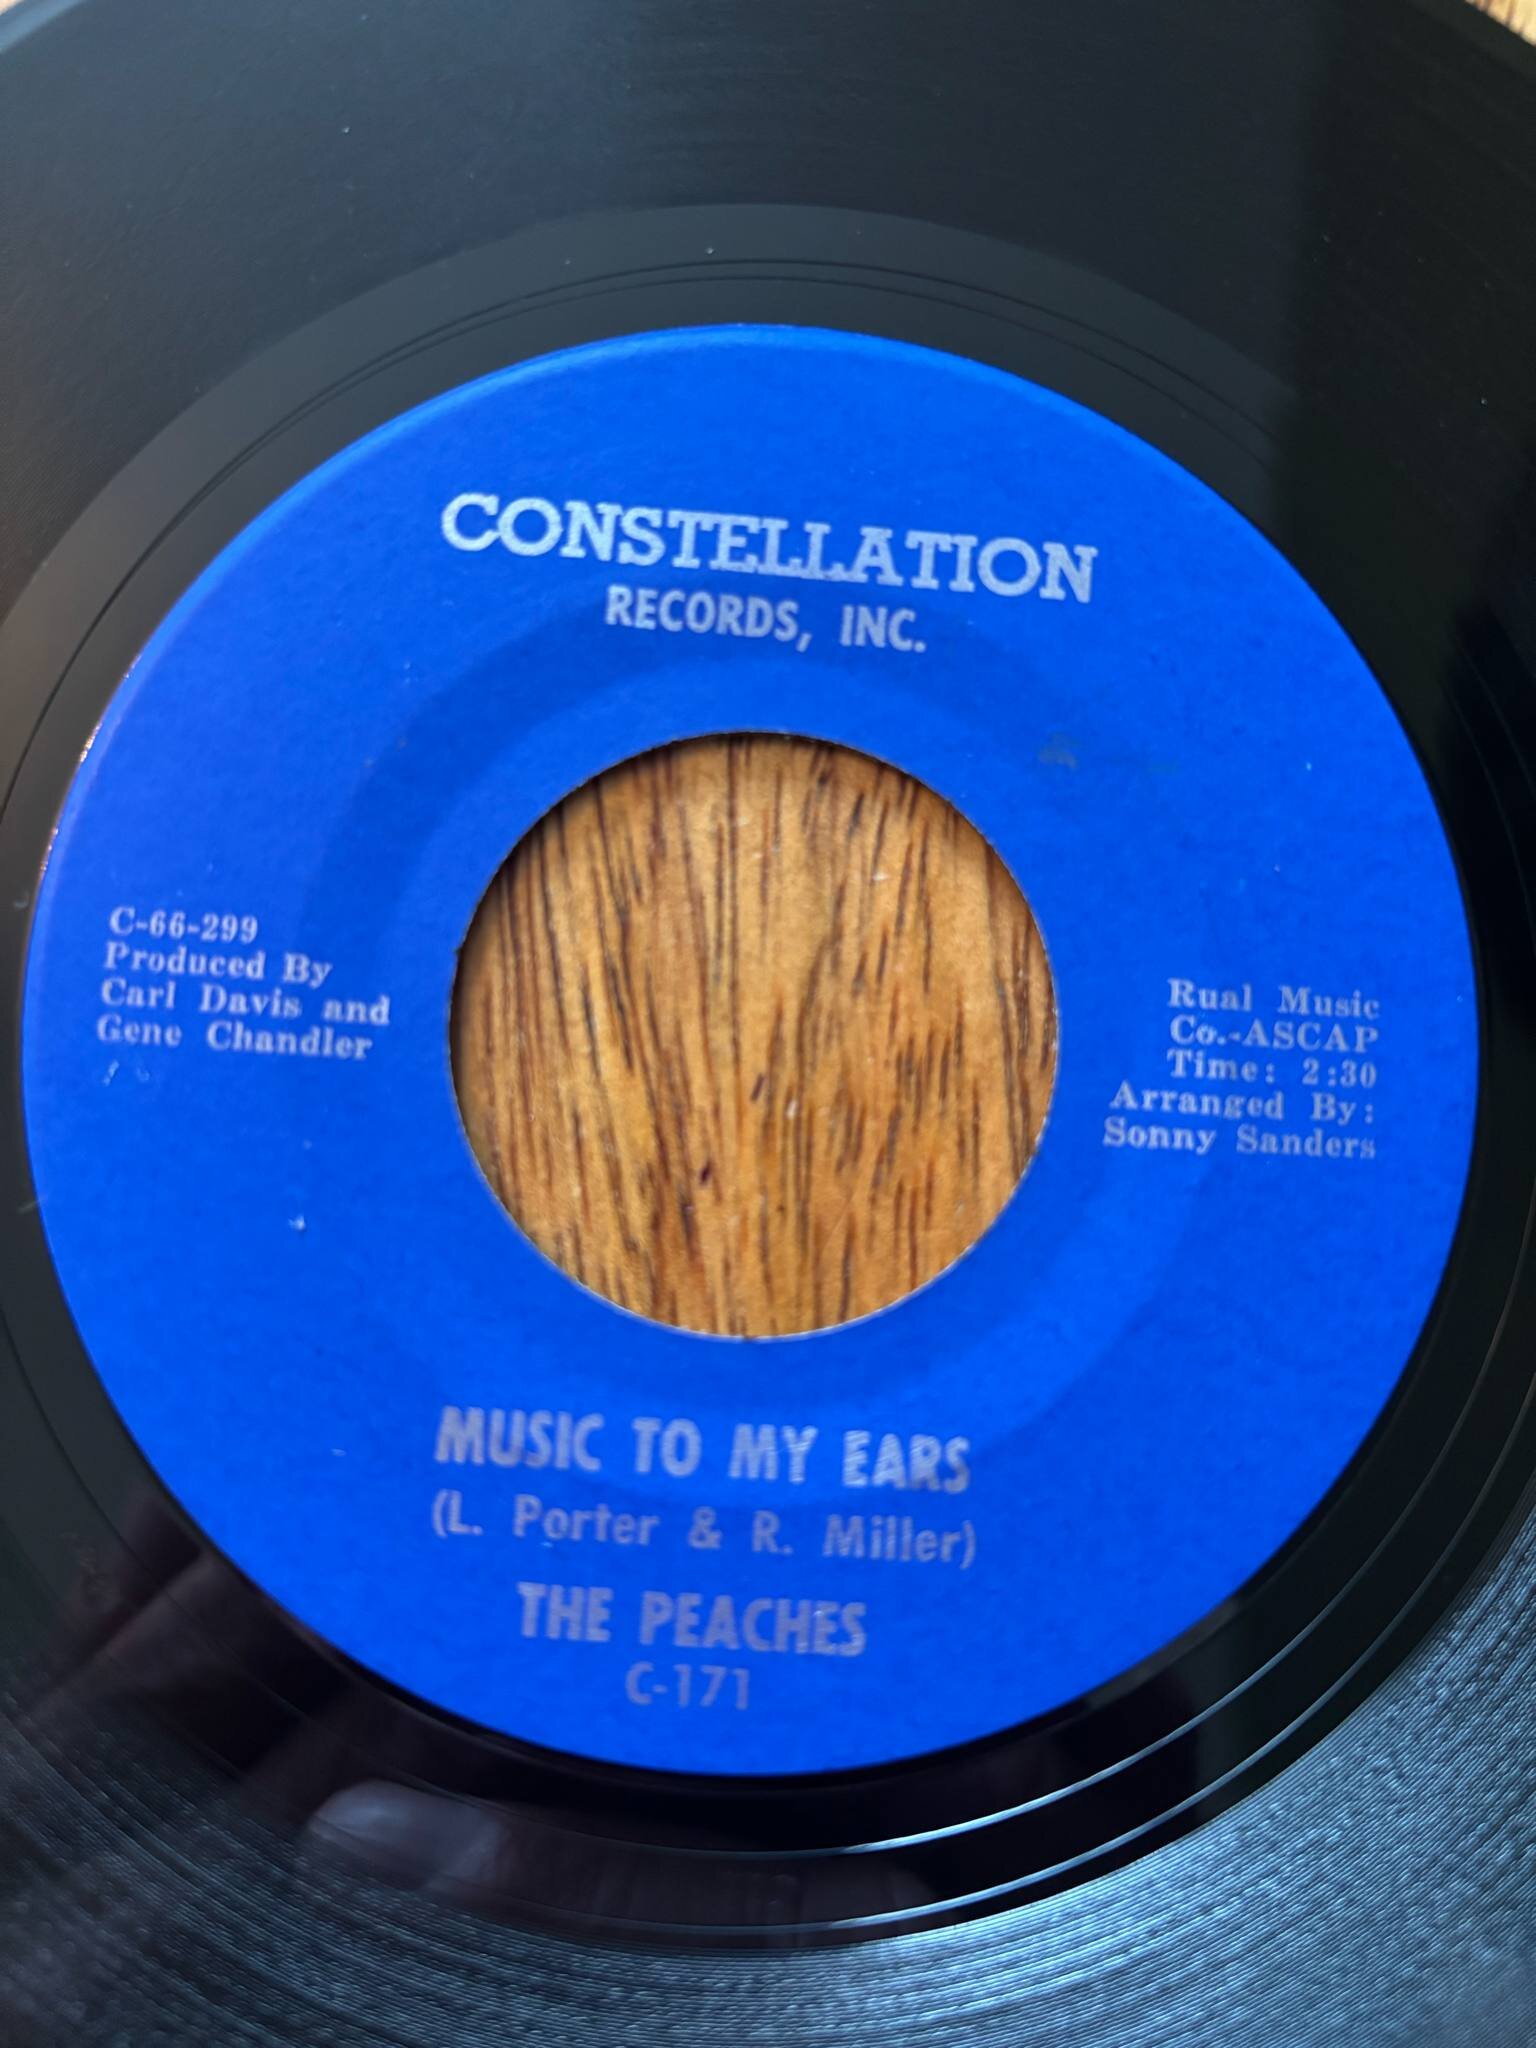 CONSTELLATION
RECORDS, INC.
C-66-299
Produced By
Carl Davis and
Gene Chandler
Rual Music
Co.-ASCAP
Time: 2:30
Arranged By:
Sonny Sanders
MUSIC TO MY EARS
(L. Porter & R. Miller)
THE PEACHES
C-171